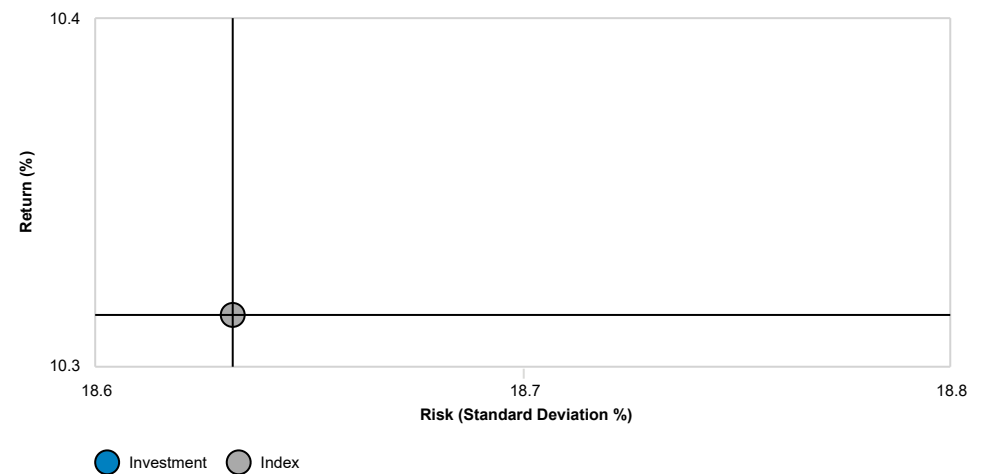 10.4
Return (%)
10.3
18.6 18.7 18.8
Risk (Standard Deviation %)
Investment Index